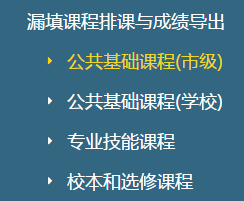 漏填课程排课与成绩导出
公共基础课程(市级)
公共基础课程(学校)
专业技能课程
校本和选修课程